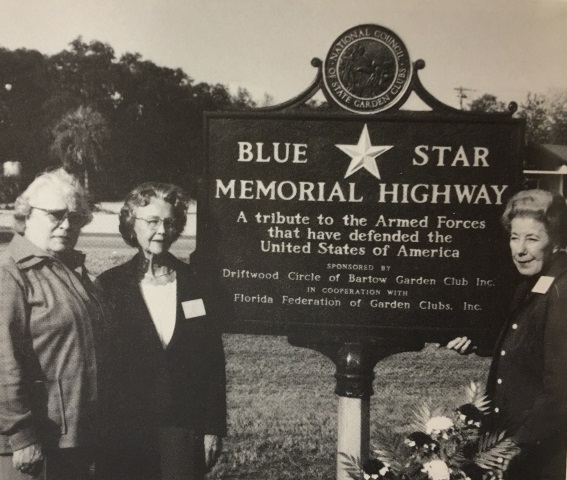 NATIONAL COUNCIL
OF STATE GARDEN CLUBS
BLUE STAR
MEMORIAL HIGHWAY
A tribute to the Armed Forces
that have defended the
United States of America
SPONSORED BY
Driftwood Circle of Bartow Garden Club Inc.
IN COOPERATION WITH
Florida Federation of Garden Clubs, Inc.